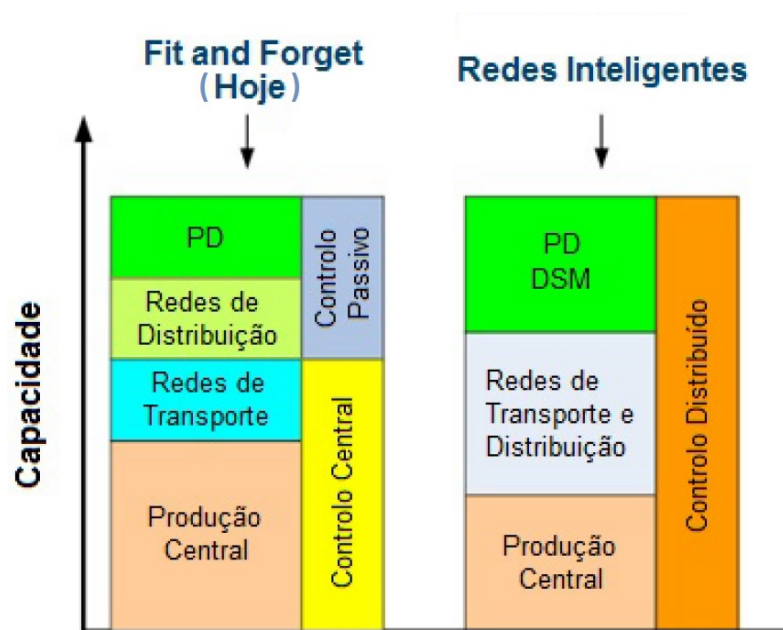 Fit and Forget
(Hoje)
Redes Inteligentes
Capacidade
PD
Redes de
Distribuição
Redes de
Transporte
Produção
Central
Controlo
Passivo
Controlo Central
PD
DSM
Redes de
Transporte e
Distribuição
Produção
Central
Controlo Distribuído